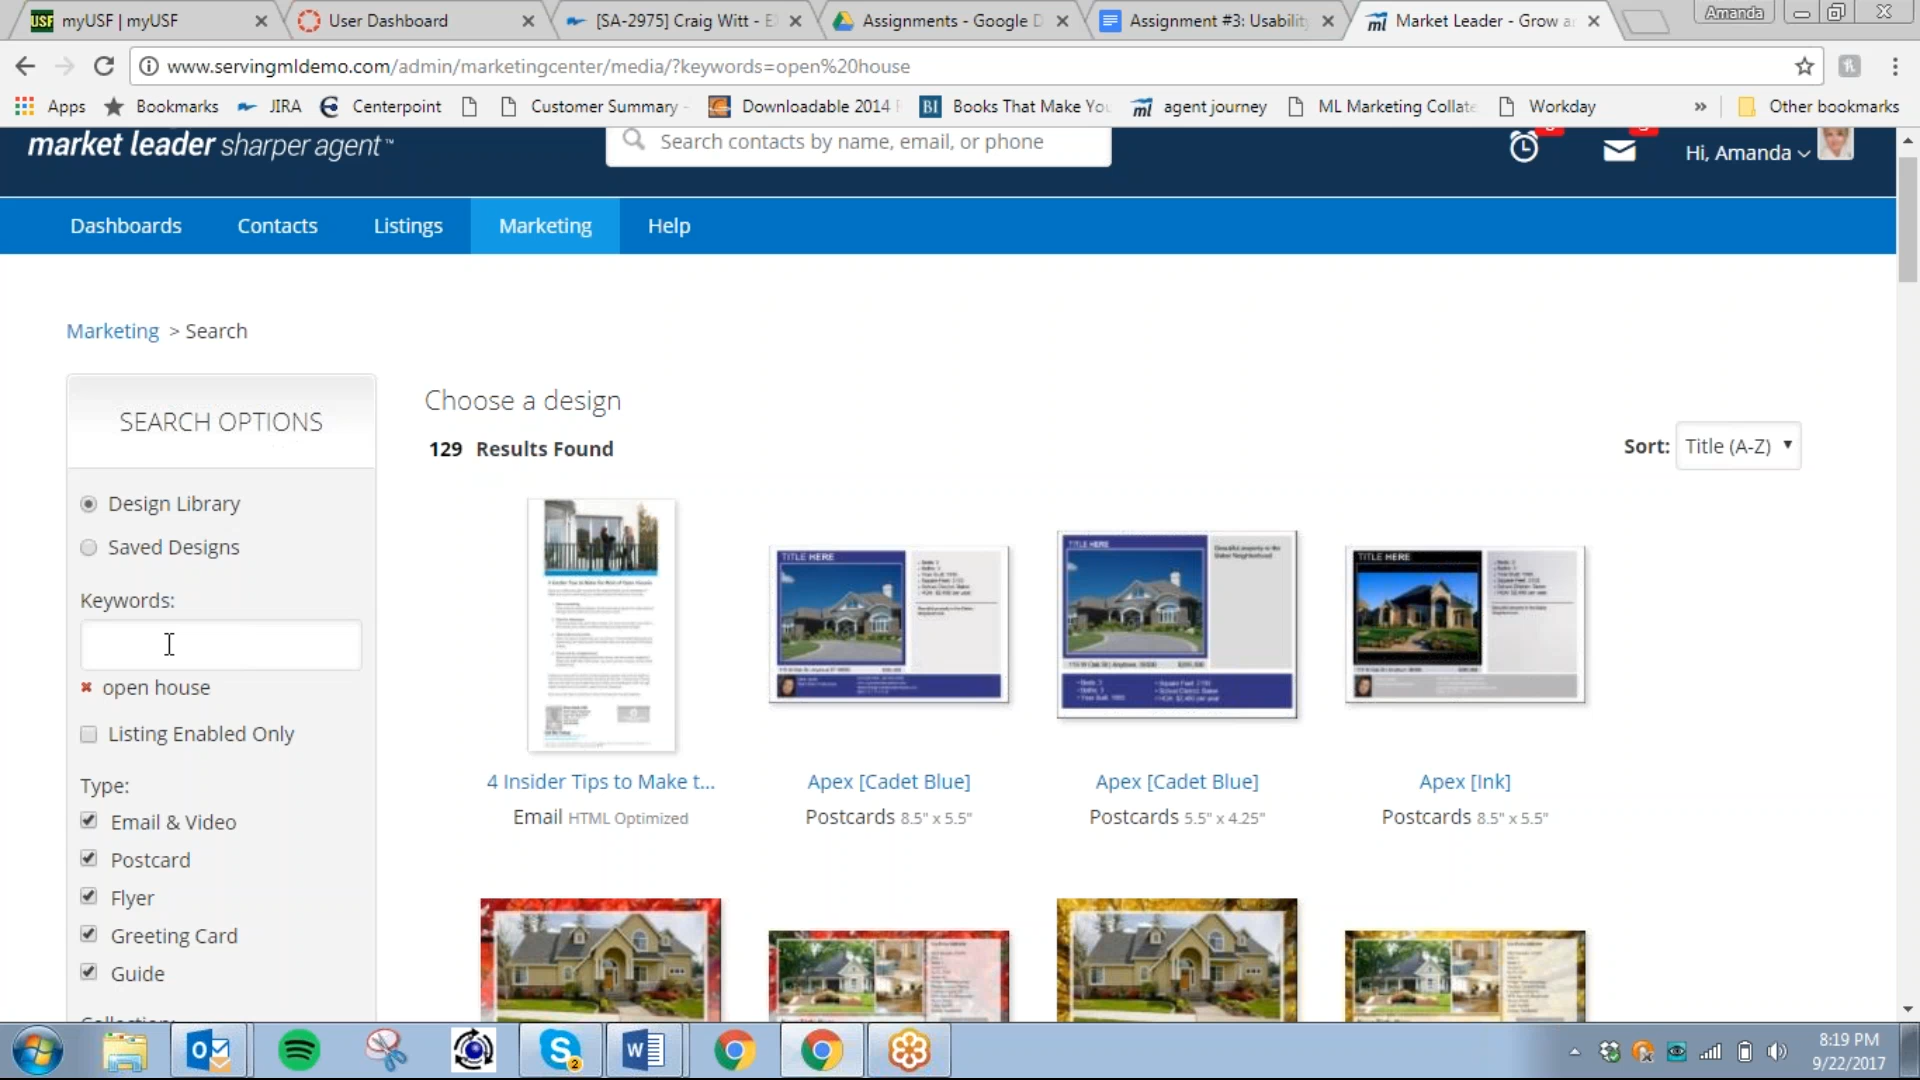 USF myUSF | myUSF
User Dashboard
[SA-2975] Craig Witt - E
Assignments - Google D
Assignment #3: Usability
ml Market Leader - Grow a
Amanda
www.servingmldemo.com/admin/marketingcenter/media/?keywords=open%20house
Apps
Bookmarks
JIRA
Centerpoint
Customer Summary -
Downloadable 2014
BI Books That Make You
ml agent journey
ML Marketing Collate
Workday
»
Other bookmarks
market leader sharper agent™
Search contacts by name, email, or phone
Hi, Amanda
Dashboards
Contacts
Listings
Marketing
Help
Marketing > Search
SEARCH OPTIONS
Design Library
Saved Designs
Keywords:
open house
Listing Enabled Only
Type:
Email & Video
Postcard
Flyer
Greeting Card
Guide
Choose a design
129 Results Found
Sort: Title (A-Z)
TITLE HERE
TITLE HERE
TITLE HERE
4 Insider Tips to Make t...
Email HTML Optimized
Apex [Cadet Blue]
Postcards 8.5" x 5.5"
Apex [Cadet Blue]
Postcards 5.5" x 4.25"
Apex [Ink]
Postcards 8.5" x 5.5"
8:19 PM
9/22/2017